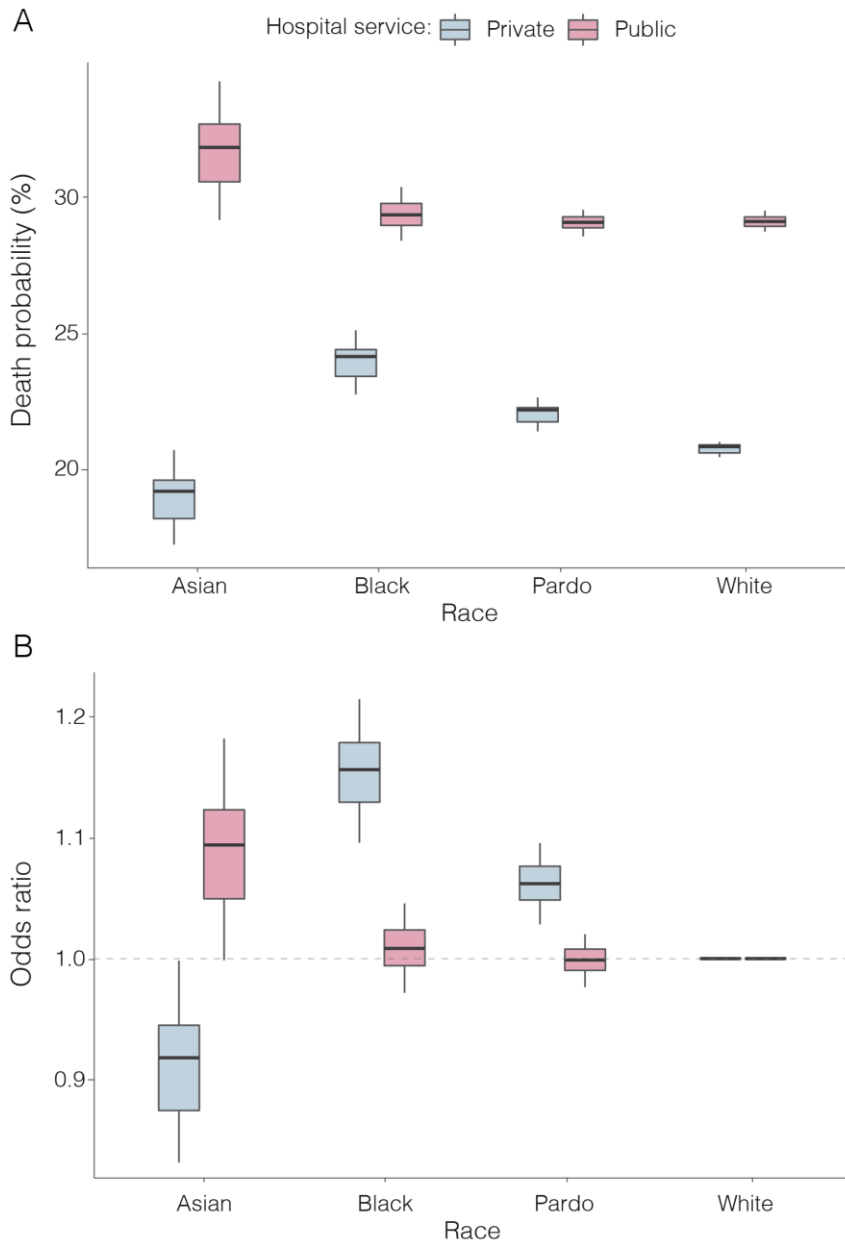 A
Hospital service: Private Public
Death probability (%)
30
25
20
Asian Black Pardo White
Race
B
Odds ratio
1.2
1.1
1.0
0.9
Asian Black Pardo White
Race